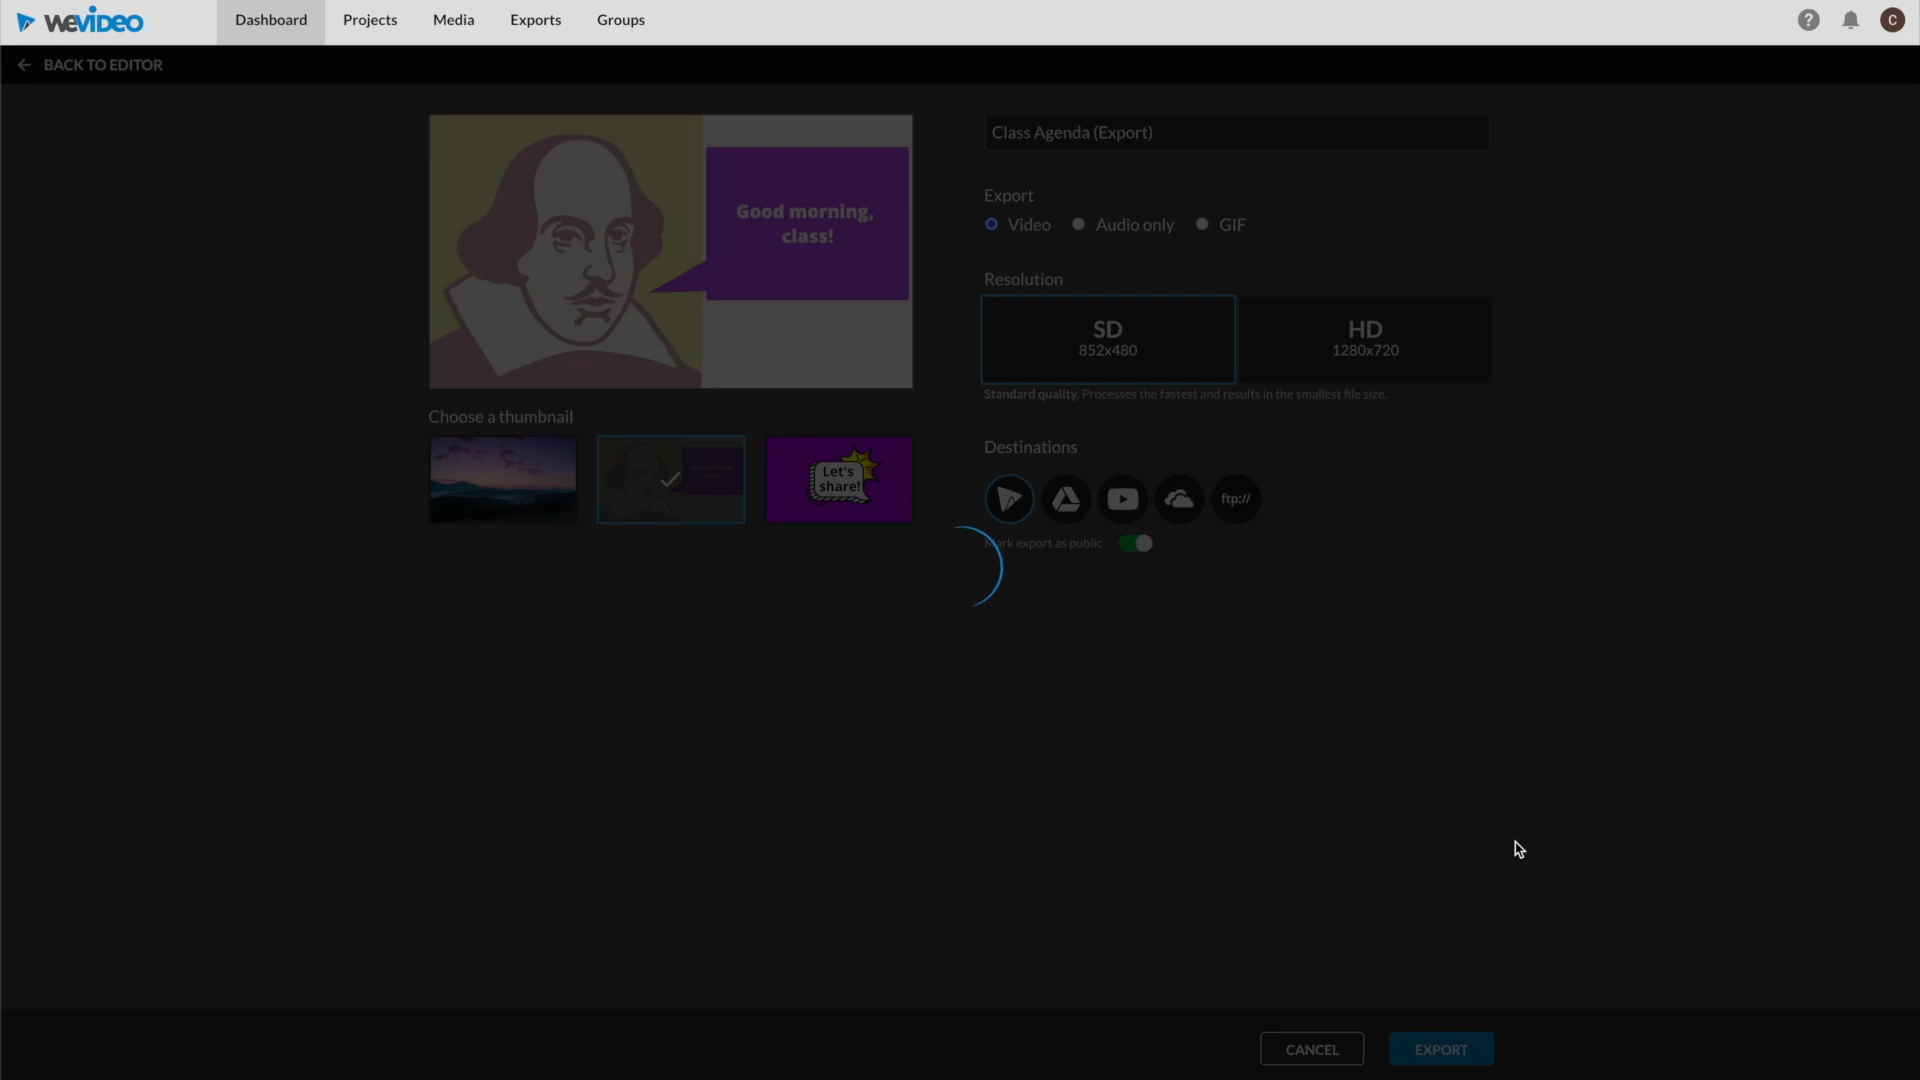 WEVIDEO
Dashboard
Projects
Media
Exports
Groups
?
C
BACK TO EDITOR
Good morning,
class!
Choose a thumbnail
Let's
share!
Class Agenda (Export)
Export
Video
Audio only
GIF
Resolution
SD
852x480
HD
1280x720
Standard quality. Processes the fastest and results in the smallest file size.
Destinations
ftp://
Mark export as public
CANCEL
EXPORT